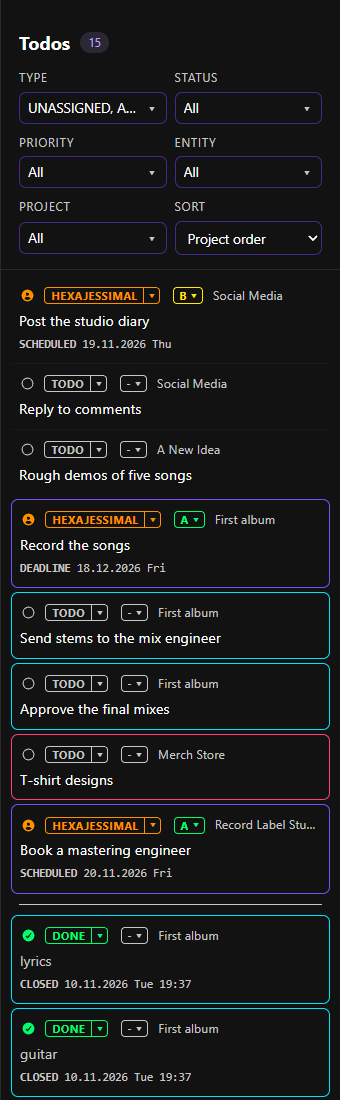 Todos 15
TYPE STATUS
UNASSIGNED, A... All
PRIORITY ENTITY
All All
PROJECT SORT
All Project order
HEXAJESSIMAL B Social Media
Post the studio diary
SCHEDULED 19.11.2026 Thu
TODO - Social Media
Reply to comments
TODO - A New Idea
Rough demos of five songs
HEXAJESSIMAL A First album
Record the songs
DEADLINE 18.12.2026 Fri
TODO - First album
Send stems to the mix engineer
TODO - First album
Approve the final mixes
TODO - Merch Store
T-shirt designs
HEXAJESSIMAL A Record Label Stu...
Book a mastering engineer
SCHEDULED 20.11.2026 Fri
DONE - First album
lyrics
CLOSED 10.11.2026 Tue 19:37
DONE - First album
guitar
CLOSED 10.11.2026 Tue 19:37